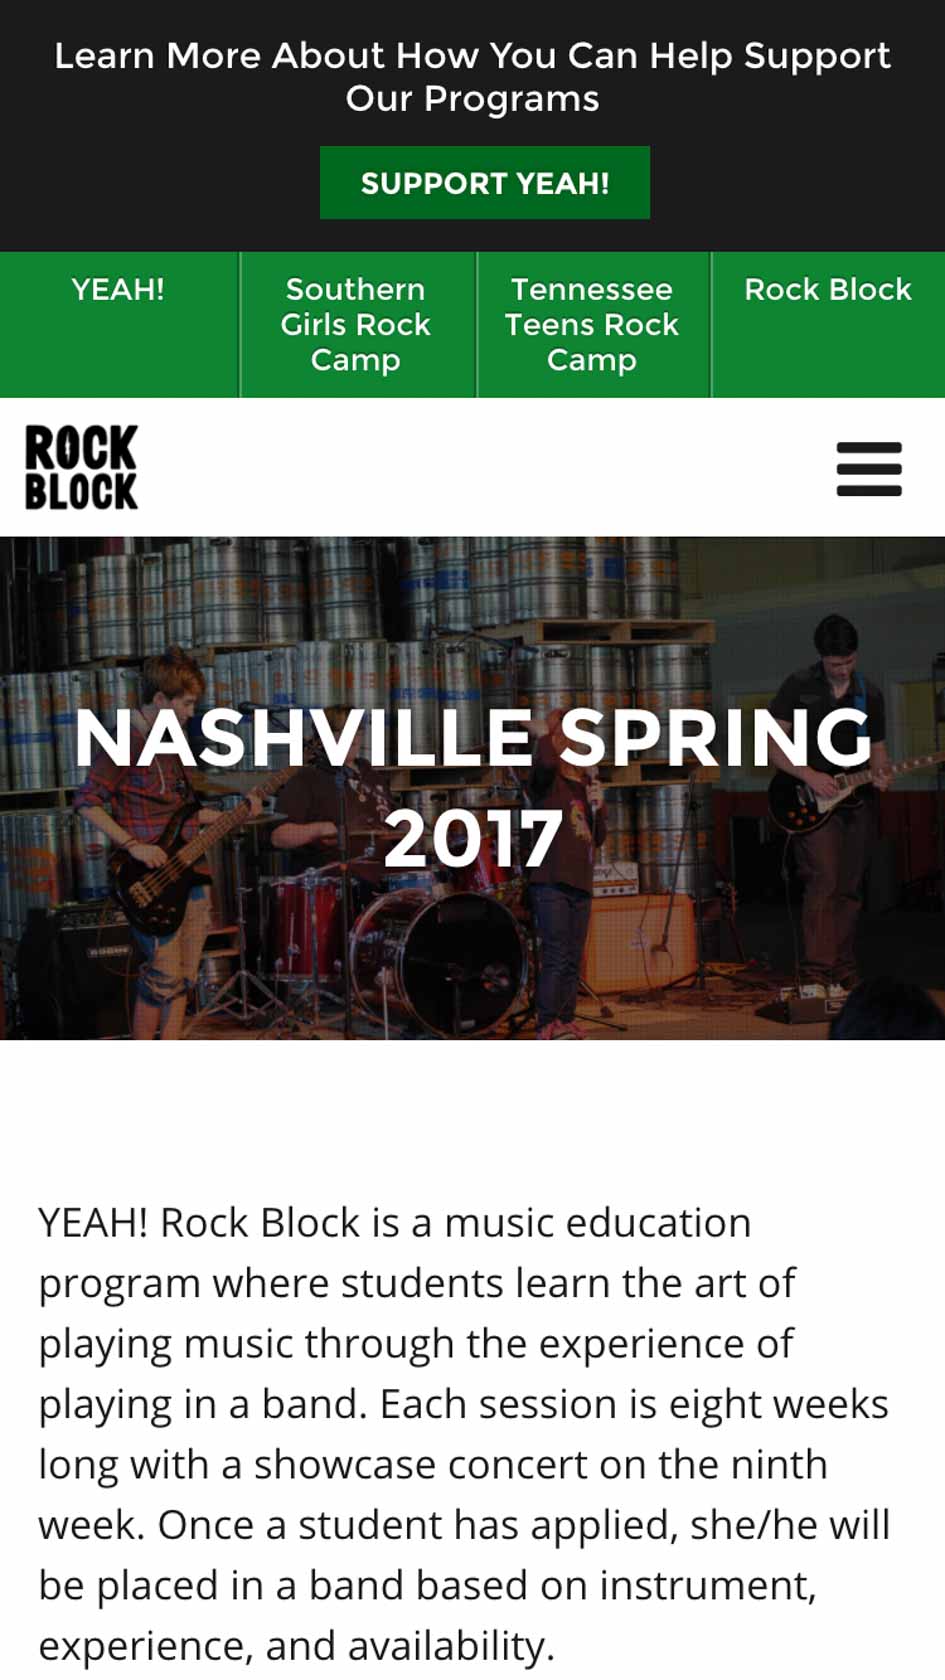 Learn More About How You Can Help Support
Our Programs
SUPPORT YEAH!
YEAH!
Southern
Girls Rock
Camp
Tennessee
Teens Rock
Camp
Rock Block
ROCK
BLOCK
NASHVILLE SPRING
2017
YEAH! Rock Block is a music education
program where students learn the art of
playing music through the experience of
playing in a band. Each session is eight weeks
long with a showcase concert on the ninth
week. Once a student has applied, she/he will
be placed in a band based on instrument,
experience, and availability.